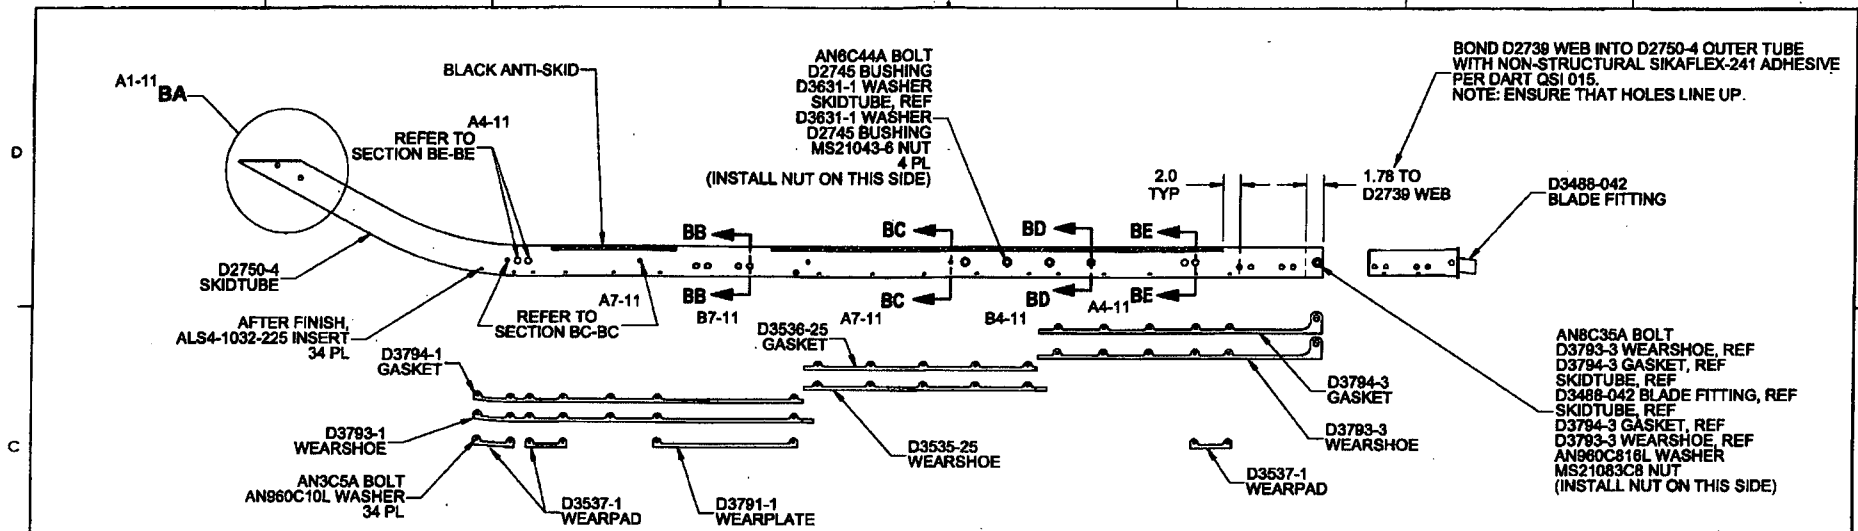 A1-11
BA
BLACK ANTI-SKID
A4-11
REFER TO
SECTION BE-BE
AN6C44A BOLT
D2745 BUSHING
D3631-1 WASHER
SKIDTUBE, REF
D3631-1 WASHER
D2745 BUSHING
MS21043-6 NUT
4 PL
(INSTALL NUT ON THIS SIDE)
BOND D2739 WEB INTO D2750-4 OUTER TUBE
WITH NON-STRUCTURAL SIKAFLEX-241 ADHESIVE
PER DART QSI 015.
NOTE: ENSURE THAT HOLES LINE UP.
D
2.0
TYP
1.78 TO
D2739 WEB
D3488-042
BLADE FITTING
BB
BC
BD
BE
D2750-4
SKIDTUBE
BB
BC
BD
BE
A7-11
REFER TO
SECTION BC-BC
B7-11
A7-11
B4-11
A4-11
AFTER FINISH,
ALS4-1032-225 INSERT
34 PL
D3794-1
GASKET
D3536-25
GASKET
D3794-3
GASKET
AN8C35A BOLT
D3793-3 WEARSHOE, REF
D3794-3 GASKET, REF
SKIDTUBE, REF
D3488-042 BLADE FITTING, REF
SKIDTUBE, REF
D3794-3 GASKET, REF
D3793-3 WEARSHOE, REF
AN960C816L WASHER
MS21083C8 NUT
(INSTALL NUT ON THIS SIDE)
C
D3793-1
WEARSHOE
D3535-25
WEARSHOE
D3793-3
WEARSHOE
AN3C5A BOLT
AN960C10L WASHER
34 PL
D3537-1
WEARPAD
D3791-1
WEARPLATE
D3537-1
WEARPAD